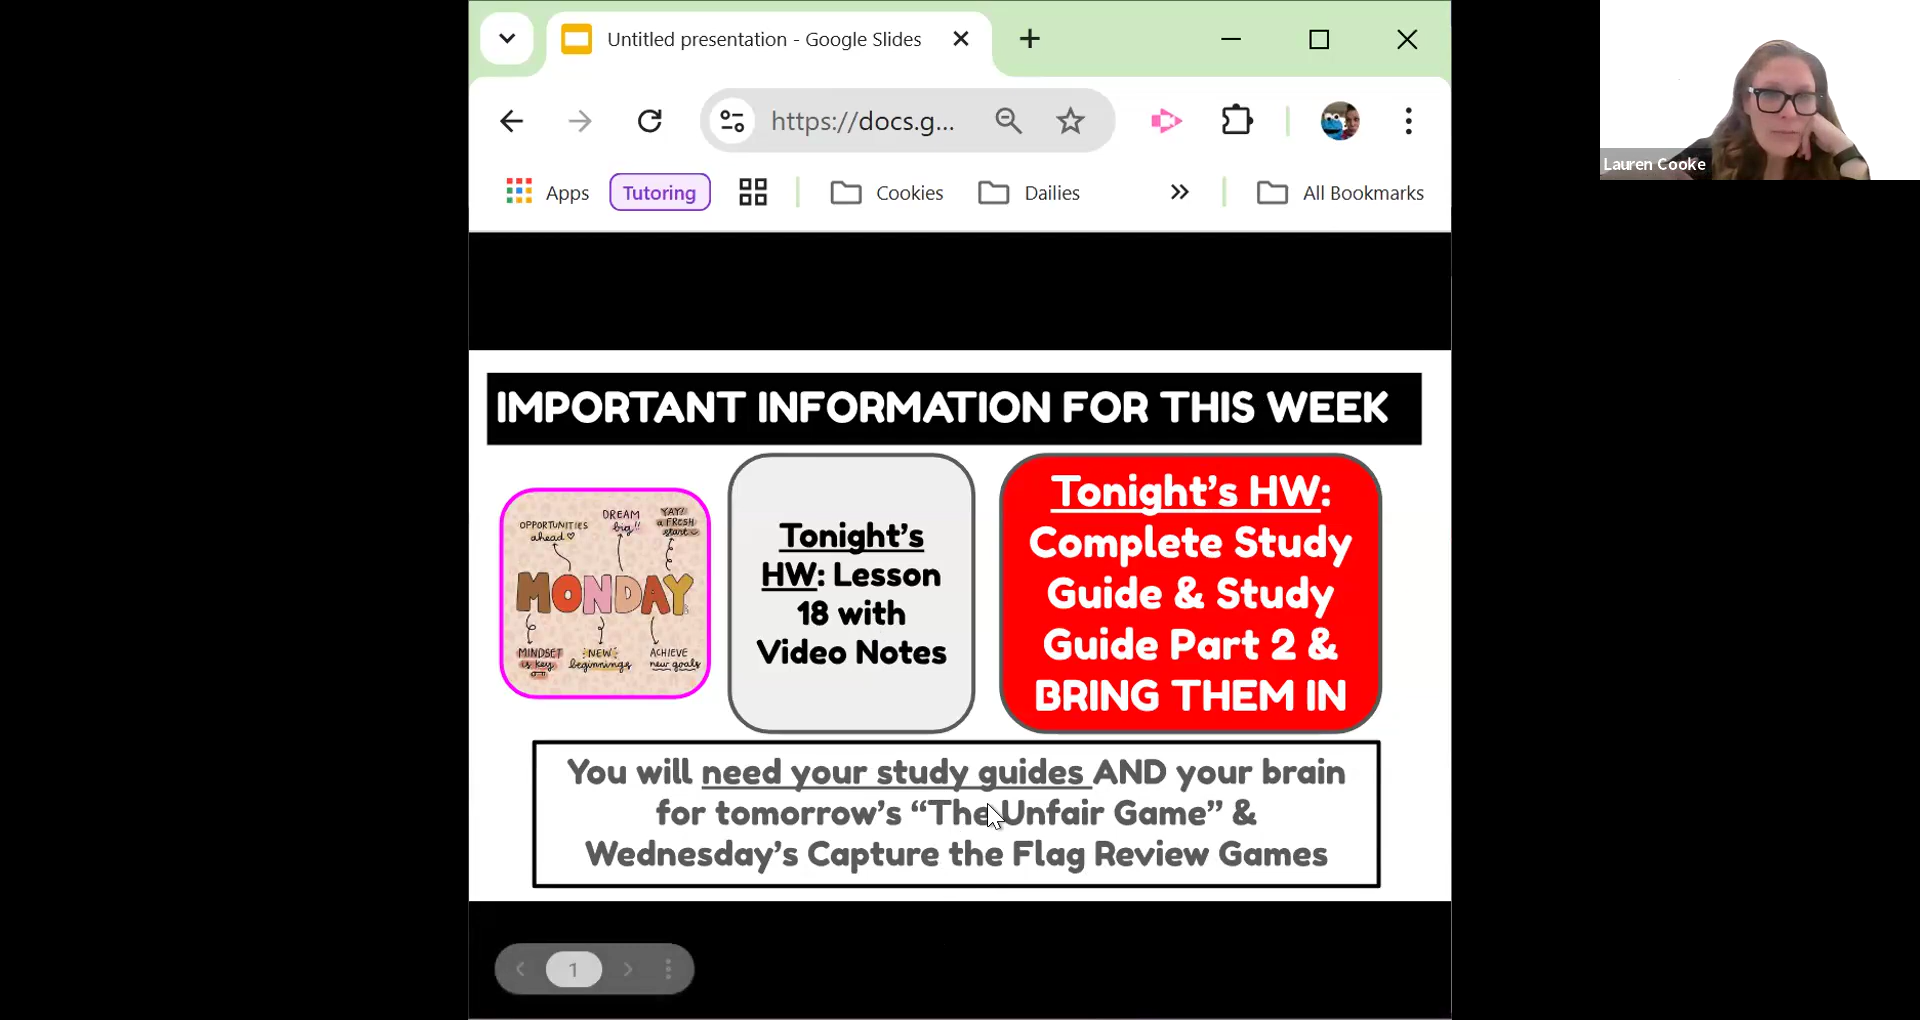 Untitled presentation - Google Slides
https://docs.g...
Apps
Tutoring
Cookies
Dailies
All Bookmarks
Lauren Cooke
IMPORTANT INFORMATION FOR THIS WEEK
OPPORTUNITIES
ahead
DREAM
big!!
YAY!
a FRESH
start
MONDAY
MINDSET
is key
NEW
beginnings
ACHIEVE
new goals
Tonight's
HW: Lesson
18 with
Video Notes
Tonight's HW:
Complete Study
Guide & Study
Guide Part 2 &
BRING THEM IN
You will need your study guides AND your brain
for tomorrow's “The Unfair Game” &
Wednesday's Capture the Flag Review Games
1